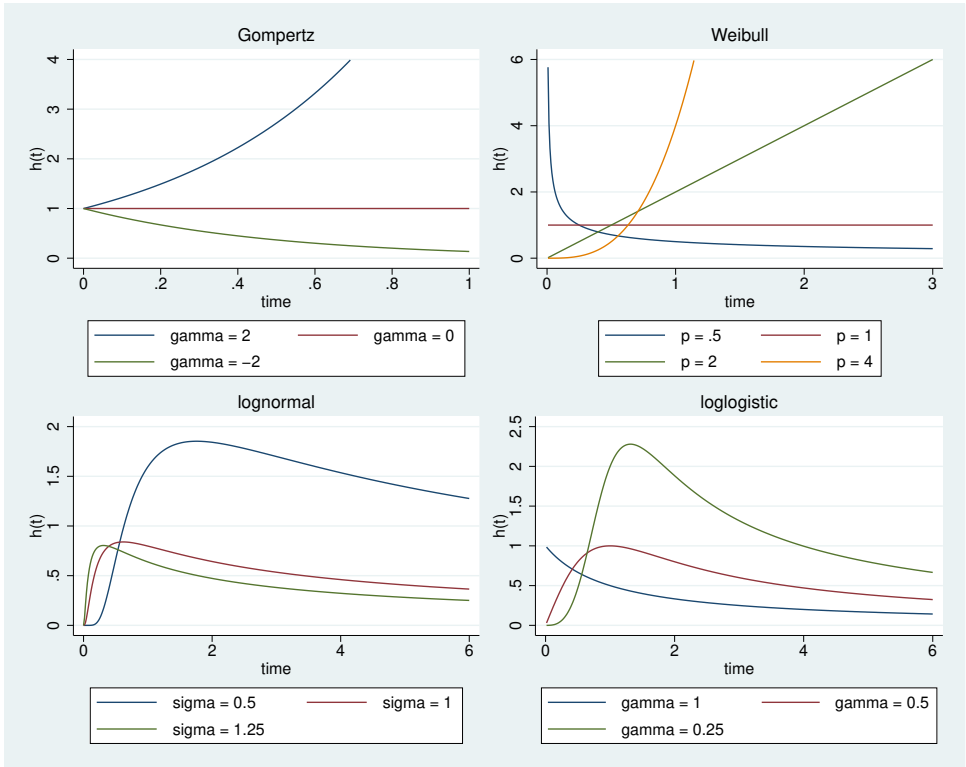 Gompertz
h(t)
4
3
2
1
0
0 .2 .4 .6 .8 1
time
gamma = 2 gamma = 0
gamma = −2
Weibull
h(t)
6
4
2
0
0 1 2 3
time
p = .5 p = 1
p = 2 p = 4
lognormal
h(t)
2
1.5
1
.5
0
0 2 4 6
time
sigma = 0.5 sigma = 1
sigma = 1.25
loglogistic
h(t)
2.5
2
1.5
1
.5
0
0 2 4 6
time
gamma = 1 gamma = 0.5
gamma = 0.25